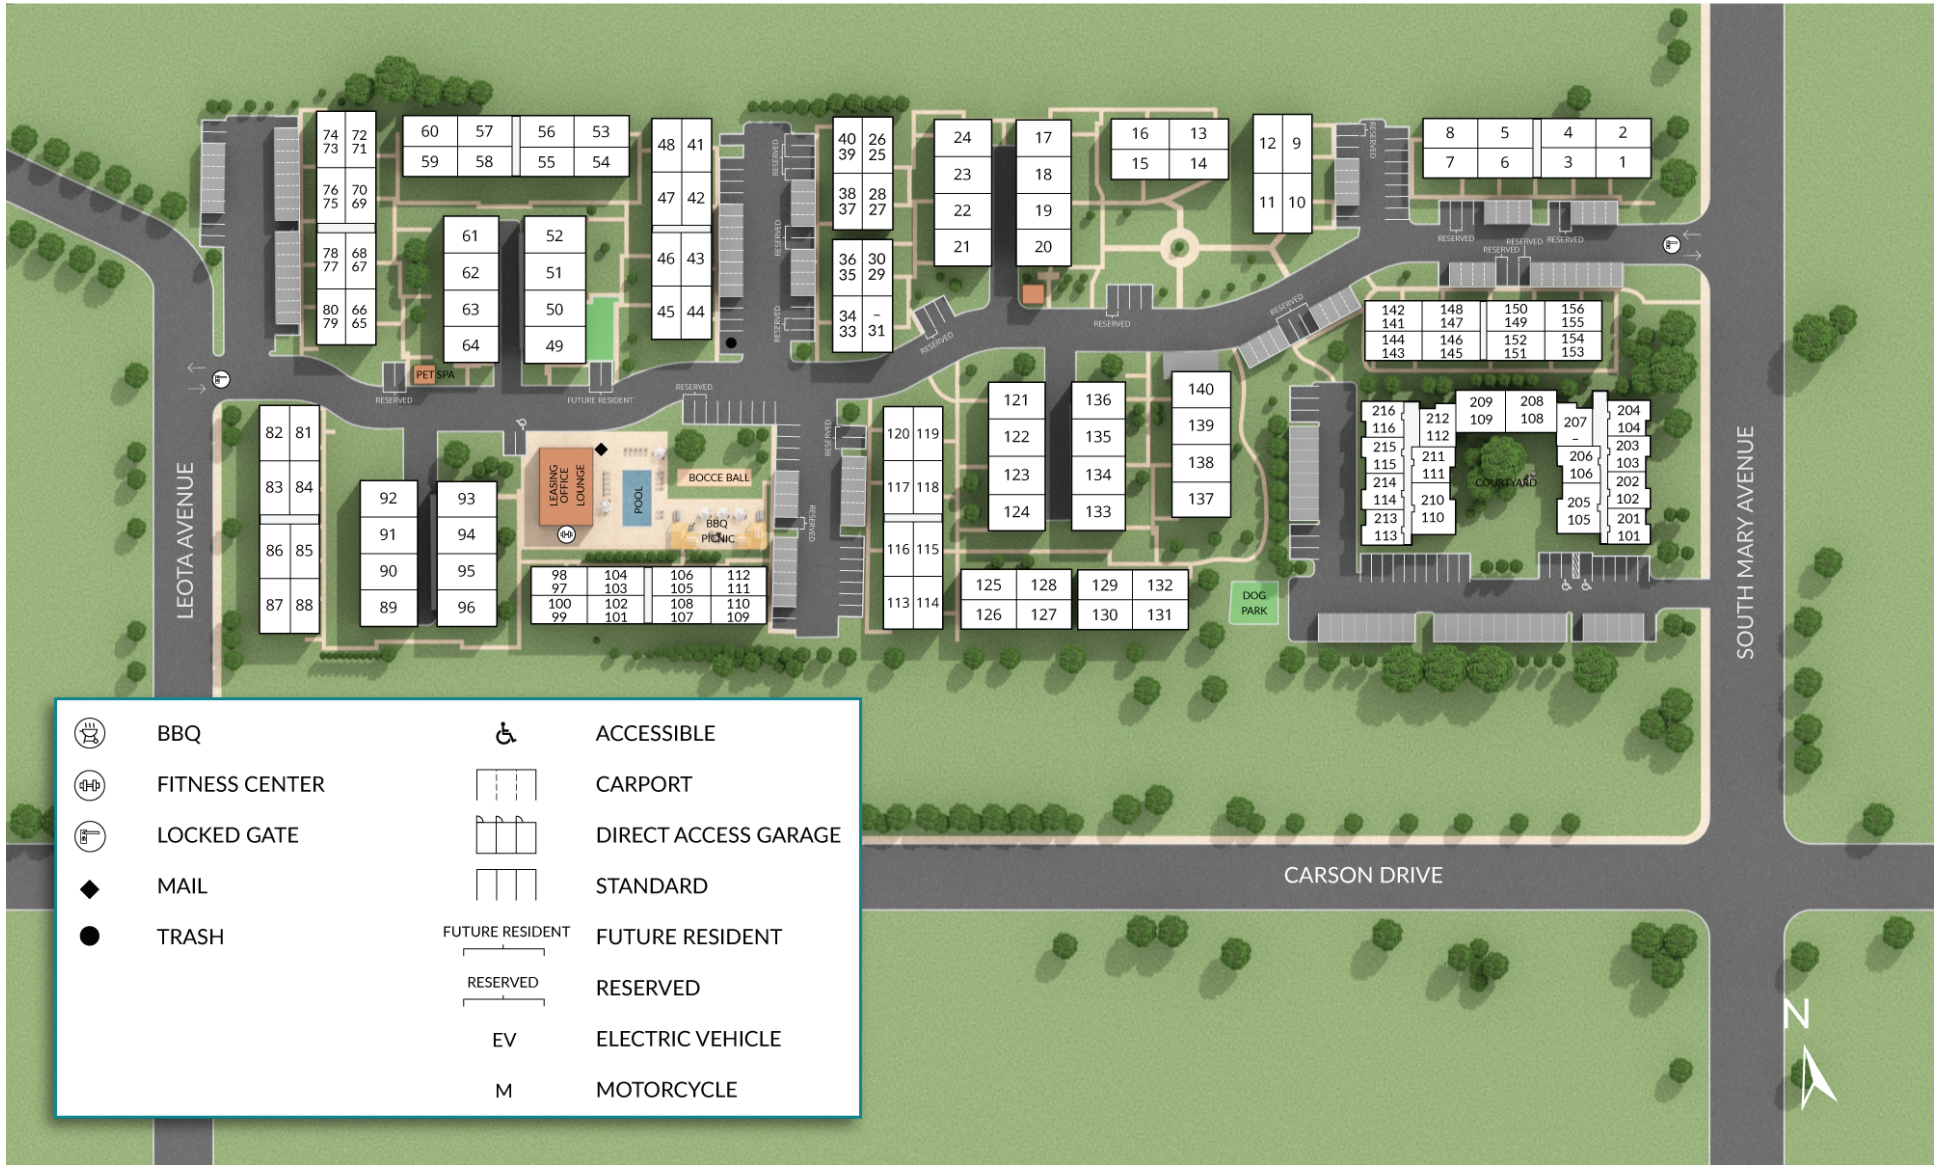 74 72
73 71
76 70
75 69
78 68
77 67
80 66
79 65
60 57 56 53
59 58 55 54
48 41
47 42
46 43
45 44
61
62
63
64
52
51
50
49
PET SPA
RESERVED
FUTURE RESIDENT
RESERVED
RESERVED
RESERVED
RESERVED
40 26
39 25
38 28
37 27
36 30
35 29
34 –
33 31
24
23
22
21
17
18
19
20
16 13
15 14
12 9
11 10
RESERVED
8 5 4 2
7 6 3 1
RESERVED
RESERVED
RESERVED
RESERVED
RESERVED
RESERVED
RESERVED
142 148 150 156
141 147 149 155
144 146 152 154
143 145 151 153
82 81
83 84
86 85
87 88
92
91
90
89
93
94
95
96
LEASING
OFFICE
LOUNGE
POOL
BOCCE BALL
BBQ
PICNIC
RESERVED
RESERVED
98 104 106 112
97 103 105 111
100 102 108 110
99 101 107 109
120 119
117 118
116 115
113 114
121
122
123
124
136
135
134
133
140
139
138
137
125 128
126 127
129 132
130 131
DOG
PARK
216
116
215
115
214
114
213
113
212
112
211
111
210
110
209 208
109 108
207
–
206
106
205
105
204
104
203
103
202
102
201
101
COURTYARD
LEOTA AVENUE
SOUTH MARY AVENUE
CARSON DRIVE
N
BBQ
FITNESS CENTER
LOCKED GATE
MAIL
TRASH
ACCESSIBLE
CARPORT
DIRECT ACCESS GARAGE
STANDARD
FUTURE RESIDENT FUTURE RESIDENT
RESERVED RESERVED
EV ELECTRIC VEHICLE
M MOTORCYCLE